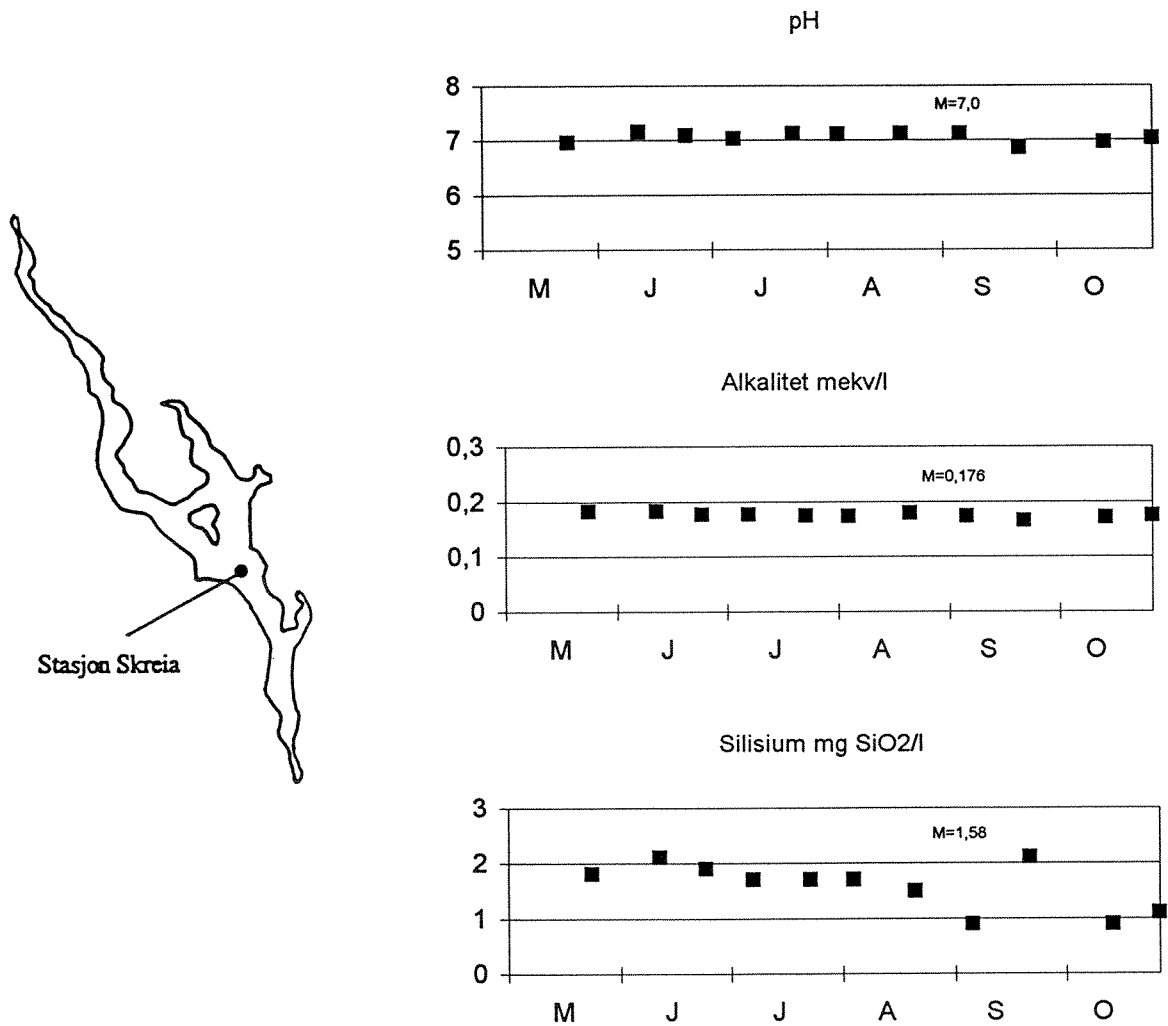 pH
8
7
6
5
M=7,0
M J J A S O
Alkalitet mekv/l
0,3
0,2
0,1
0
M=0,176
M J J A S O
Stasjon Skreia
Silisium mg SiO2/l
3
2
1
0
M=1,58
M J J A S O